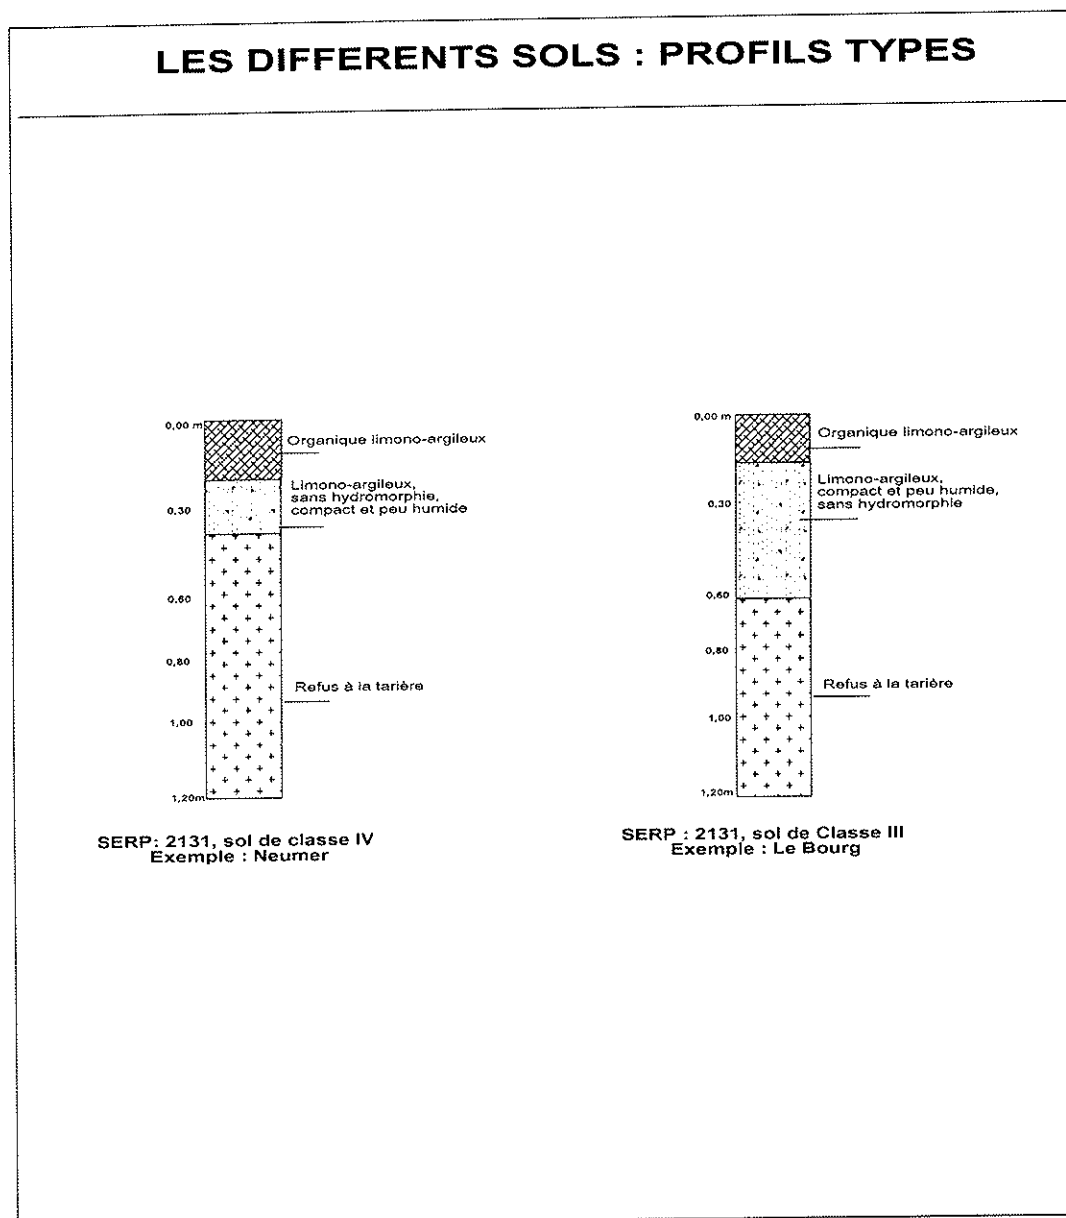 LES DIFFERENTS SOLS : PROFILS TYPES
0,00 m
Organique limono-argileux
Limono-argileux,
sans hydromorphie,
compact et peu humide
0,30
0,60
0,80
Refus à la tarière
1,00
1,20m
SERP: 2131, sol de classe IV
Exemple : Neumer
0,00 m
Organique limono-argileux
Limono-argileux,
compact et peu humide,
sans hydromorphie
0,30
0,60
0,80
Refus à la tarière
1,00
1,20m
SERP : 2131, sol de Classe III
Exemple : Le Bourg